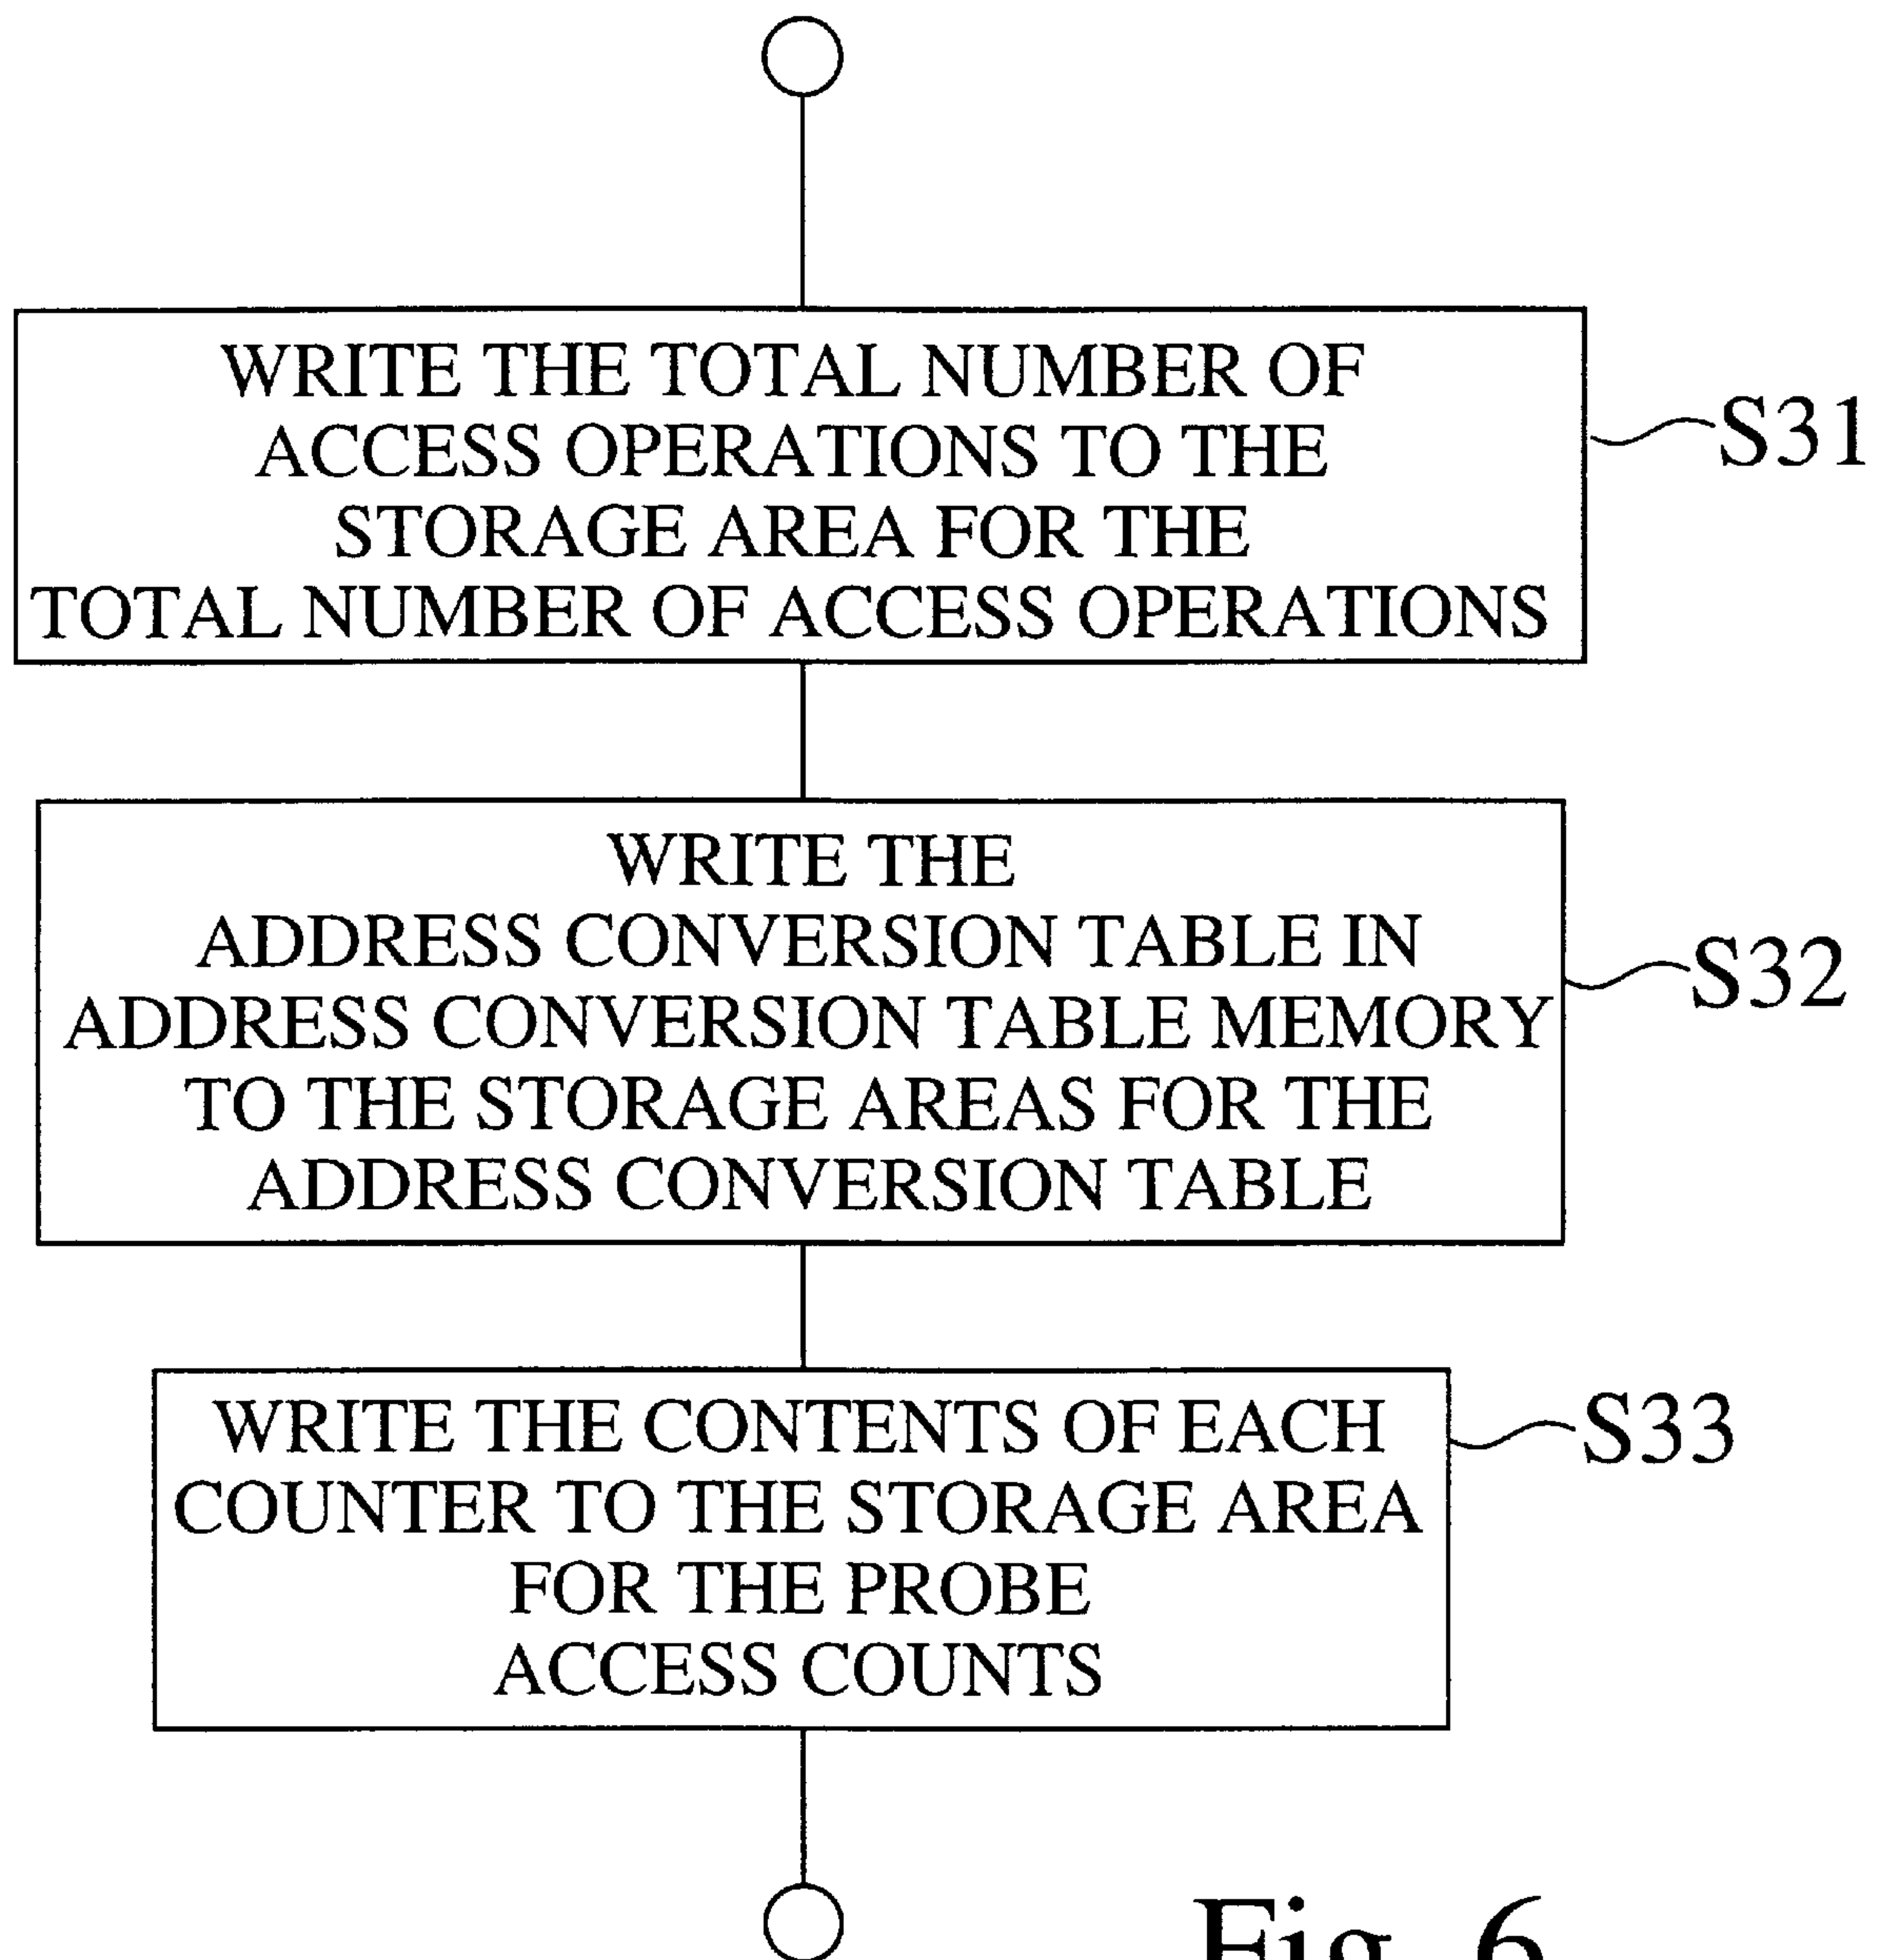 WRITE THE TOTAL NUMBER OF
ACCESS OPERATIONS TO THE
STORAGE AREA FOR THE
TOTAL NUMBER OF ACCESS OPERATIONS
S31
WRITE THE
ADDRESS CONVERSION TABLE IN
ADDRESS CONVERSION TABLE MEMORY
TO THE STORAGE AREAS FOR THE
ADDRESS CONVERSION TABLE
S32
WRITE THE CONTENTS OF EACH
COUNTER TO THE STORAGE AREA
FOR THE PROBE
ACCESS COUNTS
S33
Fig. 6